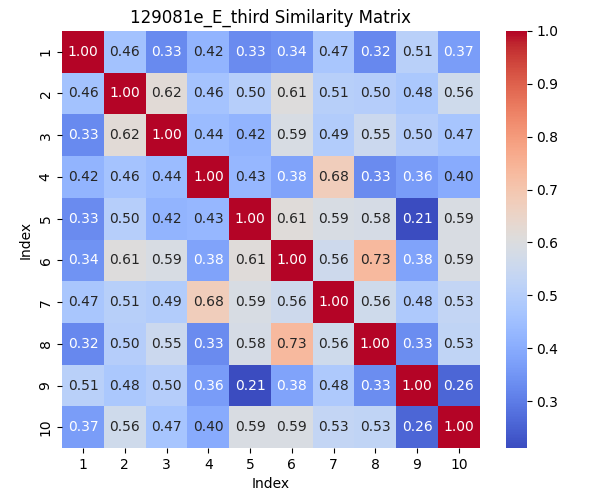 129081e_E_third Similarity Matrix
1 1.00 0.46 0.33 0.42 0.33 0.34 0.47 0.32 0.51 0.37
2 0.46 1.00 0.62 0.46 0.50 0.61 0.51 0.50 0.48 0.56
3 0.33 0.62 1.00 0.44 0.42 0.59 0.49 0.55 0.50 0.47
4 0.42 0.46 0.44 1.00 0.43 0.38 0.68 0.33 0.36 0.40
5 0.33 0.50 0.42 0.43 1.00 0.61 0.59 0.58 0.21 0.59
6 0.34 0.61 0.59 0.38 0.61 1.00 0.56 0.73 0.38 0.59
7 0.47 0.51 0.49 0.68 0.59 0.56 1.00 0.56 0.48 0.53
8 0.32 0.50 0.55 0.33 0.58 0.73 0.56 1.00 0.33 0.53
9 0.51 0.48 0.50 0.36 0.21 0.38 0.48 0.33 1.00 0.26
10 0.37 0.56 0.47 0.40 0.59 0.59 0.53 0.53 0.26 1.00
1 2 3 4 5 6 7 8 9 10
Index
Index
1.0
0.9
0.8
0.7
0.6
0.5
0.4
0.3